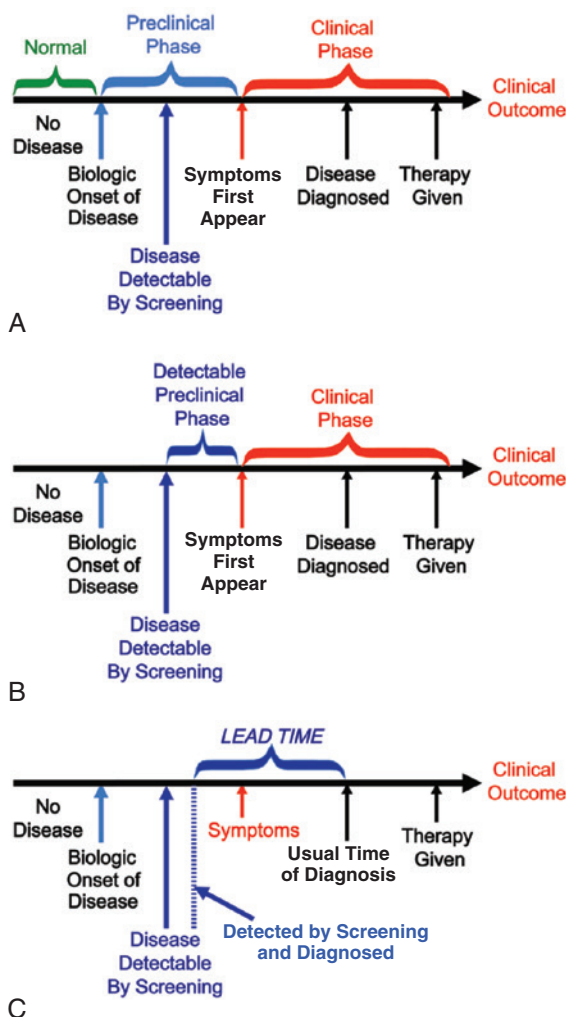 Preclinical
Phase
Normal
Clinical
Phase
Clinical
Outcome
No
Disease
Biologic
Onset of
Disease
Symptoms
First
Appear
Disease
Diagnosed
Therapy
Given
Disease
Detectable
By Screening
A
Detectable
Preclinical
Phase
Clinical
Phase
Clinical
Outcome
No
Disease
Biologic
Onset of
Disease
Symptoms
First
Appear
Disease
Diagnosed
Therapy
Given
Disease
Detectable
By Screening
B
LEAD TIME
Clinical
Outcome
No
Disease
Biologic
Onset of
Disease
Symptoms
Usual Time
of Diagnosis
Therapy
Given
Disease
Detectable
By Screening
Detected by Screening
and Diagnosed
C